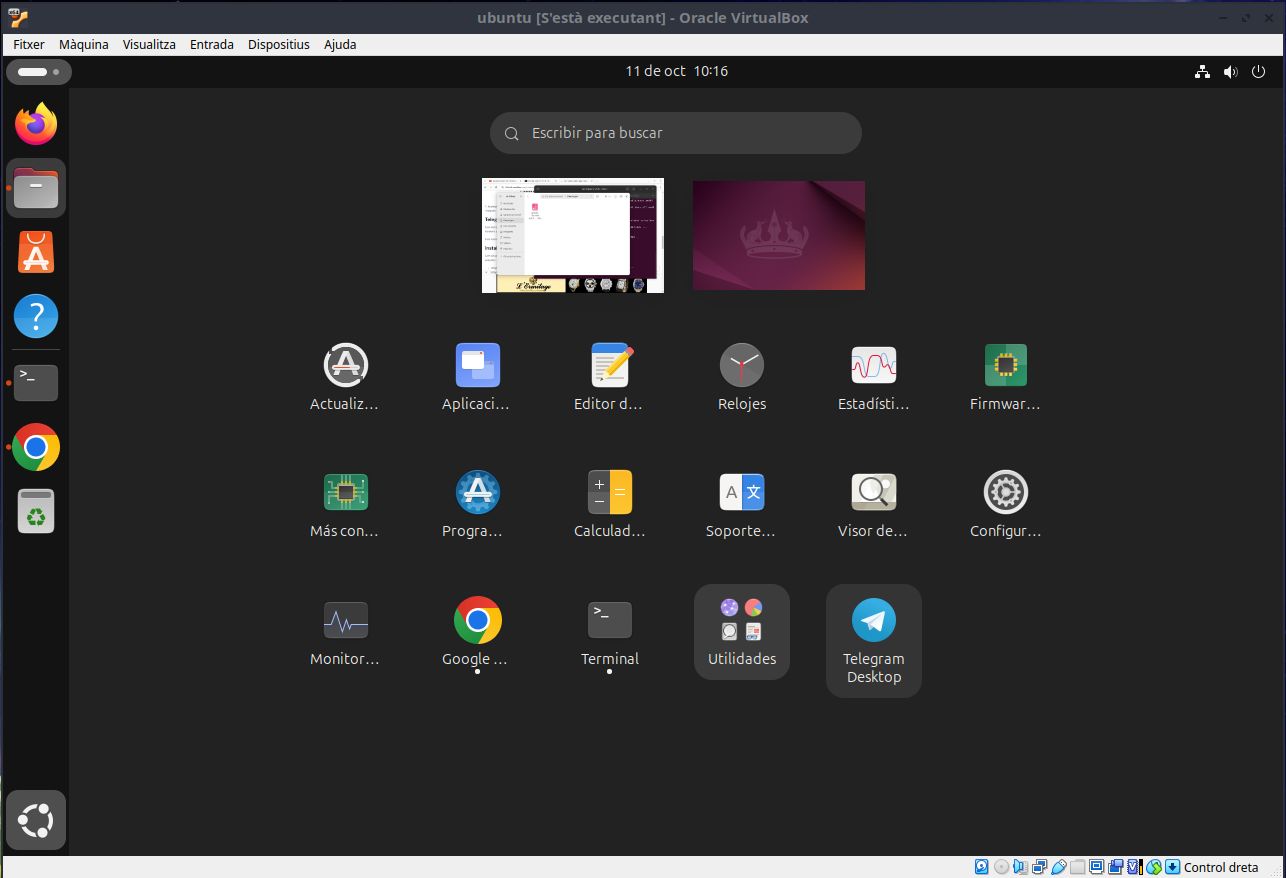 ubuntu [S'està executant] - Oracle VirtualBox
Fitxer Màquina Visualitza Entrada Dispositius Ajuda
11 de oct 10:16
Escribir para buscar
L'Ermitage
Actualiz...
Aplicaci...
Editor d...
Relojes
Estadísti...
Firmwar...
Más con...
Progra...
Calculad...
Soporte...
Visor de...
Configur...
Monitor...
Google ...
Terminal
Utilidades
Telegram
Desktop
Control dreta